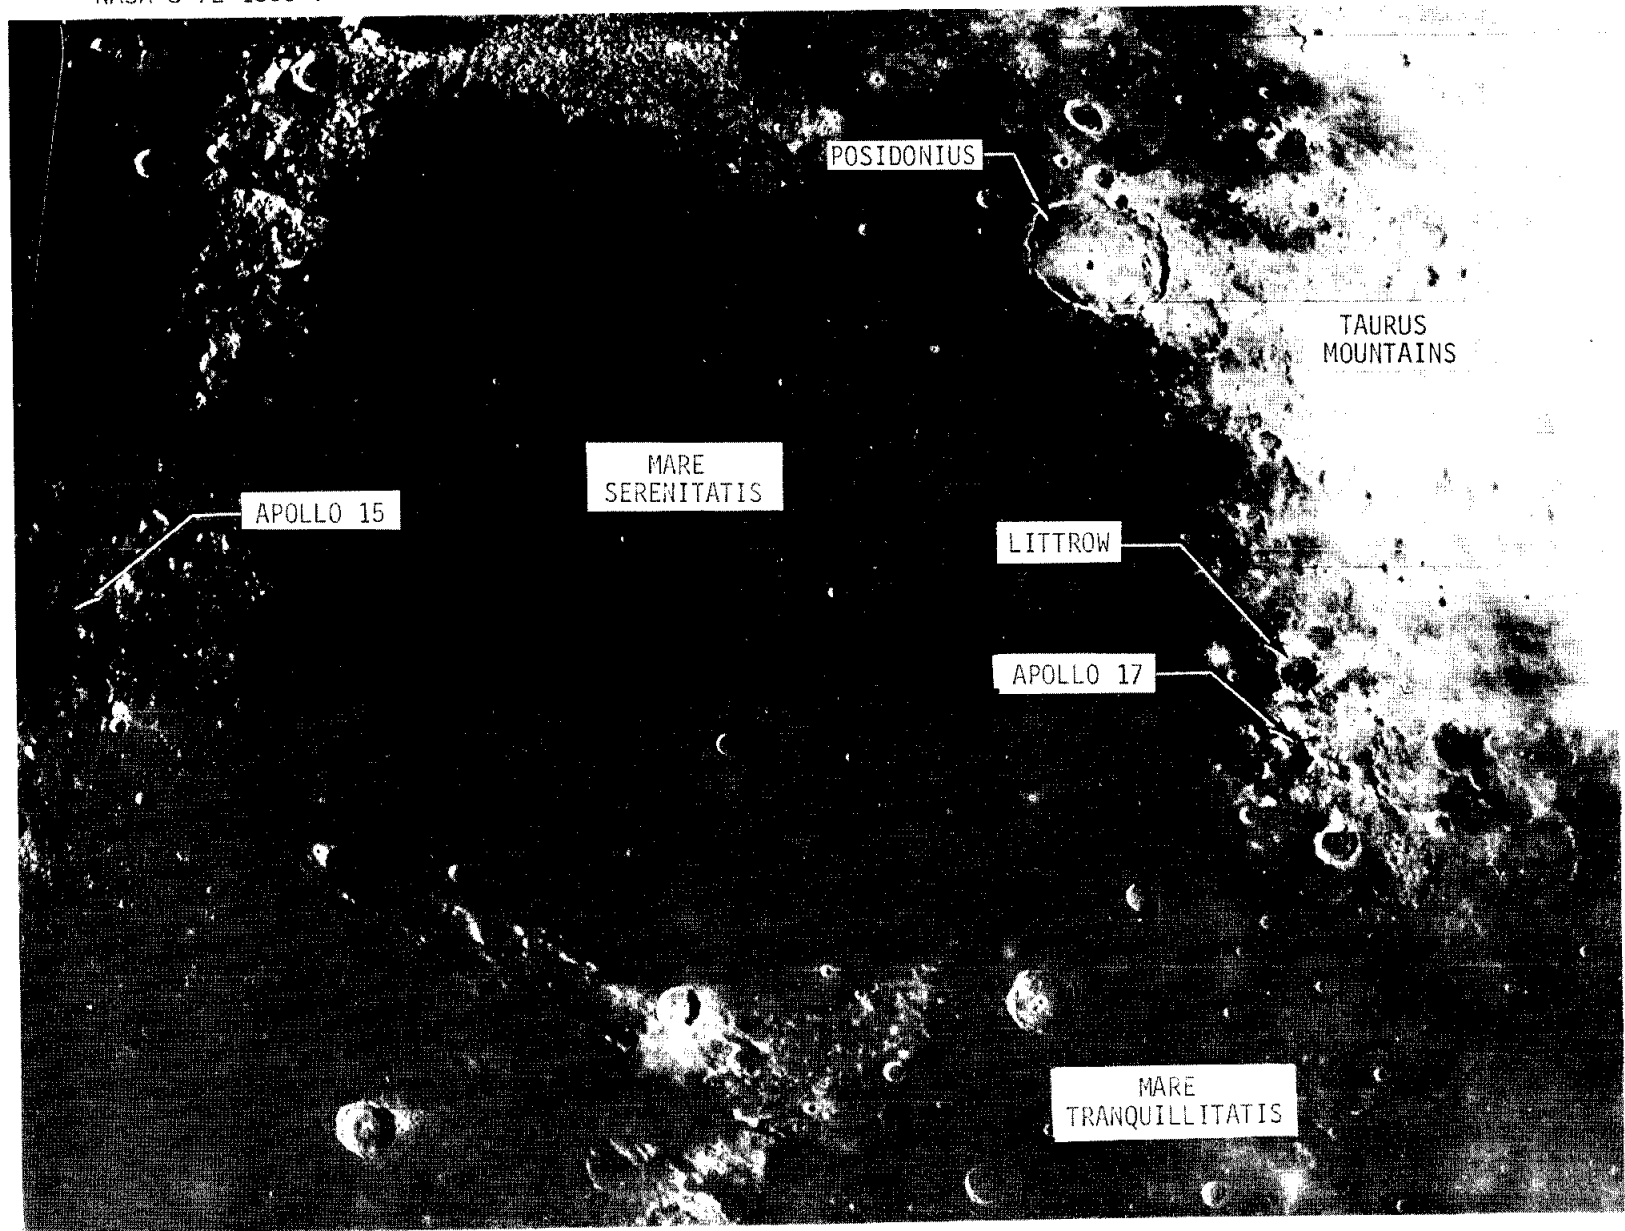 POSIDONIUS
TAURUS
MOUNTAINS
MARE
SERENITATIS
APOLLO 15
LITTROW
APOLLO 17
MARE
TRANQUILLITATIS